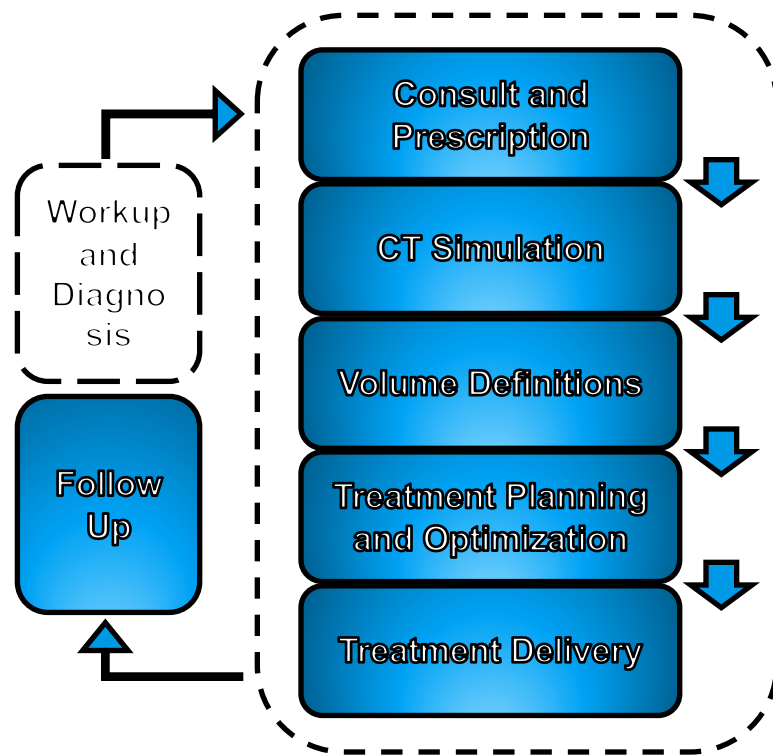 Workup
and
Diagno
sis
Follow
Up
Consult and
Prescription
CT Simulation
Volume Definitions
Treatment Planning
and Optimization
Treatment Delivery